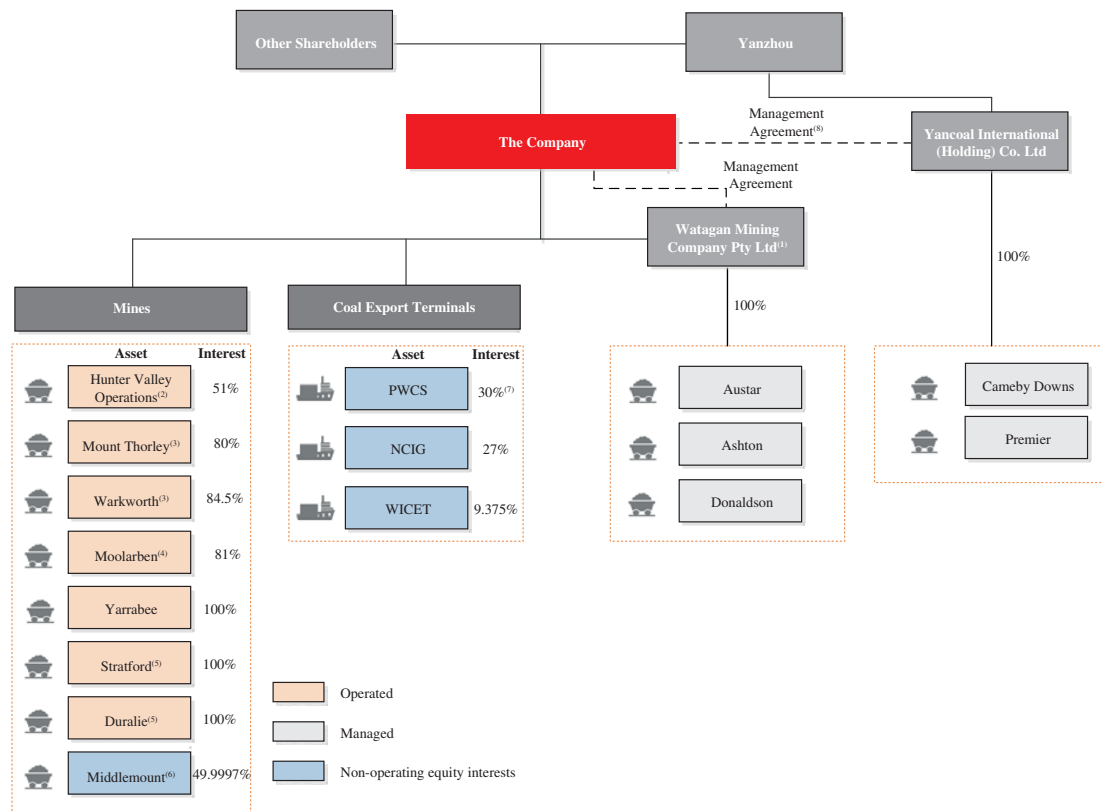 Other Shareholders
Yanzhou
Management
Agreement(8)
The Company
Yancoal International
(Holding) Co. Ltd
Management
Agreement
Watagan Mining
Company Pty Ltd(1)
100%
100%
Mines
Asset Interest
Hunter Valley
Operations(2)
51%
Mount Thorley(3) 80%
Warkworth(3) 84.5%
Moolarben(4) 81%
Yarrabee 100%
Stratford(5) 100%
Duralie(5) 100%
Middlemount(6) 49.9997%
Coal Export Terminals
Asset Interest
PWCS 30%(7)
NCIG 27%
WICET 9.375%
Austar
Ashton
Donaldson
Cameby Downs
Premier
Operated
Managed
Non-operating equity interests